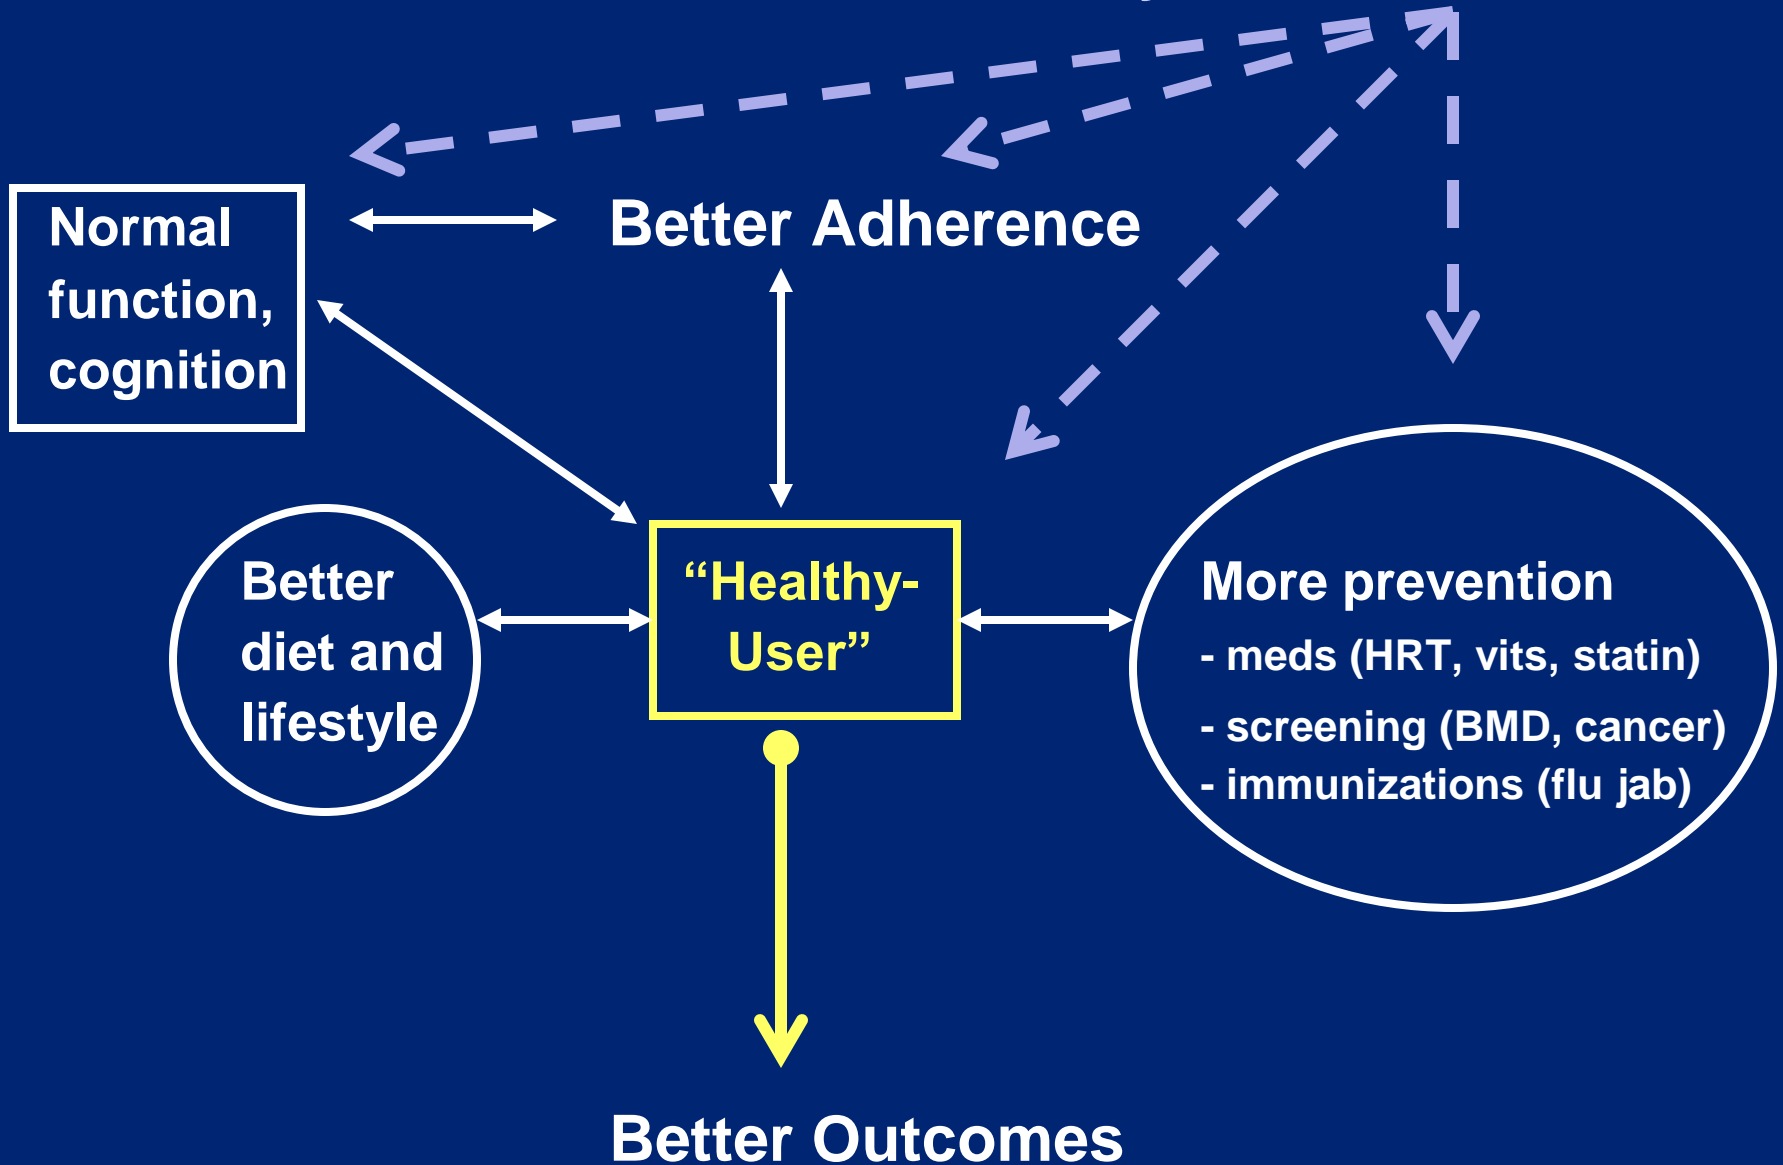 Normal
function,
cognition
Better Adherence
Better
diet and
lifestyle
“Healthy-
User”
More prevention
- meds (HRT, vits, statin)
- screening (BMD, cancer)
- immunizations (flu jab)
Better Outcomes